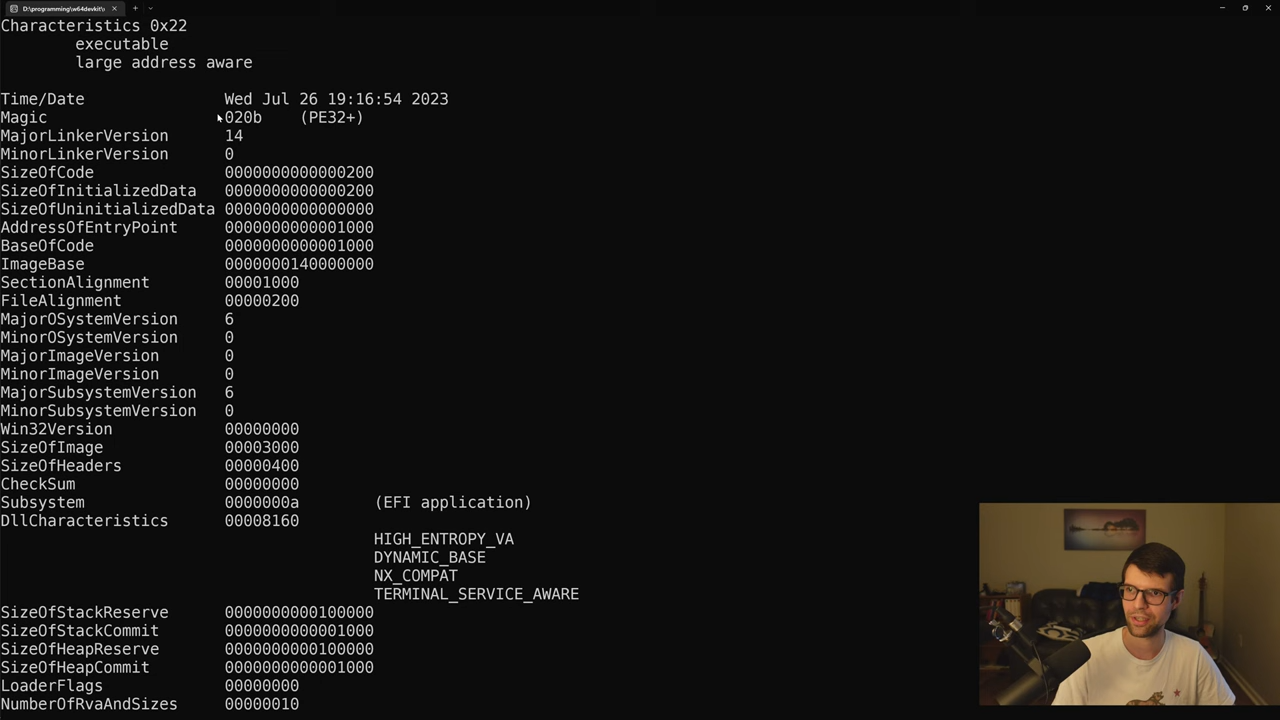 D:\programming\w64devkit\
Characteristics 0x22
executable
large address aware
Time/Date Wed Jul 26 19:16:54 2023
Magic 020b (PE32+)
MajorLinkerVersion 14
MinorLinkerVersion 0
SizeOfCode 0000000000000200
SizeOfInitializedData 0000000000000200
SizeOfUninitializedData 0000000000000000
AddressOfEntryPoint 0000000000001000
BaseOfCode 0000000000001000
ImageBase 0000000140000000
SectionAlignment 00001000
FileAlignment 00000200
MajorOSystemVersion 6
MinorOSystemVersion 0
MajorImageVersion 0
MinorImageVersion 0
MajorSubsystemVersion 6
MinorSubsystemVersion 0
Win32Version 00000000
SizeOfImage 00003000
SizeOfHeaders 00000400
CheckSum 00000000
Subsystem 0000000a (EFI application)
DllCharacteristics 00008160
HIGH_ENTROPY_VA
DYNAMIC_BASE
NX_COMPAT
TERMINAL_SERVICE_AWARE
SizeOfStackReserve 0000000000100000
SizeOfStackCommit 0000000000001000
SizeOfHeapReserve 0000000000100000
SizeOfHeapCommit 0000000000001000
LoaderFlags 00000000
NumberOfRvaAndSizes 00000010